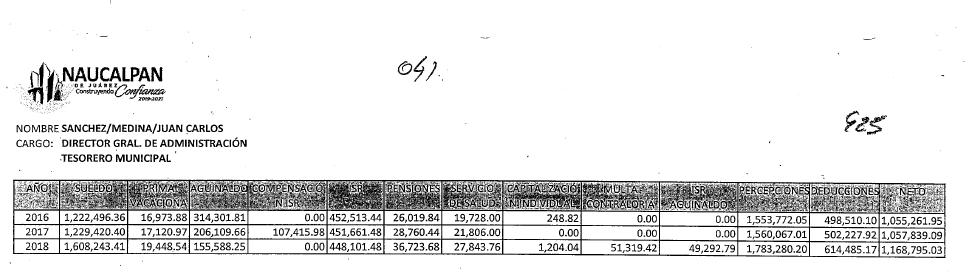 041.
NAUCALPAN
DE JUÁREZ
Construyendo Confianza
2019-2021
925
NOMBRE SANCHEZ/MEDINA/JUAN CARLOS
CARGO: DIRECTOR GRAL. DE ADMINISTRACIÓN
TESORERO MUNICIPAL
AÑO SUELDO PRIMA VACACIONA AGUINALDO COMPENSACIÓ N ISR ISR PENSIONES SERVICIO DE SALUD CAPITALIZACIÓ N INDIVIDUAL MULTA CONTRALORIA ISR AGUINALDO PERCEPCIONES DEDUCCIONES NETO
2016 1,222,496.36 16,973.88 314,301.81 0.00 452,513.44 26,019.84 19,728.00 248.82 0.00 0.00 1,553,772.05 498,510.10 1,055,261.95
2017 1,229,420.40 17,120.97 206,109.66 107,415.98 451,661.48 28,760.44 21,806.00 0.00 0.00 0.00 1,560,067.01 502,227.92 1,057,839.09
2018 1,608,243.41 19,448.54 155,588.25 0.00 448,101.48 36,723.68 27,843.76 1,204.04 51,319.42 49,292.79 1,783,280.20 614,485.17 1,168,795.03